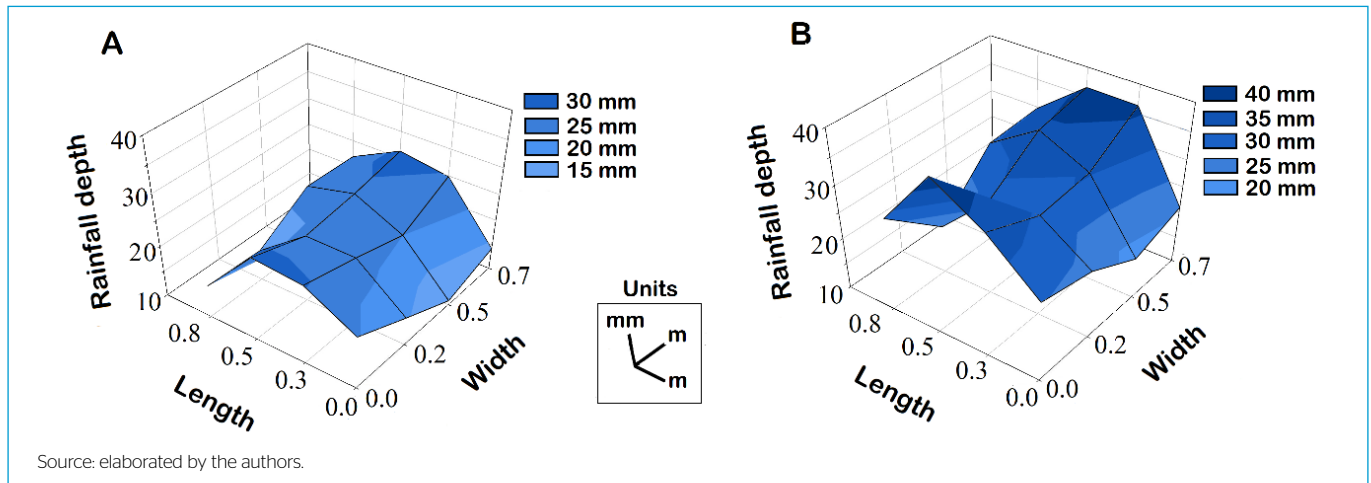 A
40
30
20
10
Rainfall depth
0.8
0.5
0.3
0.0
Length
0.0
0.2
0.5
0.7
Width
30 mm
25 mm
20 mm
15 mm
Units
mm
m
m
B
40
30
20
10
Rainfall depth
0.8
0.5
0.3
0.0
Length
0.0
0.2
0.5
0.7
Width
40 mm
35 mm
30 mm
25 mm
20 mm
Source: elaborated by the authors.